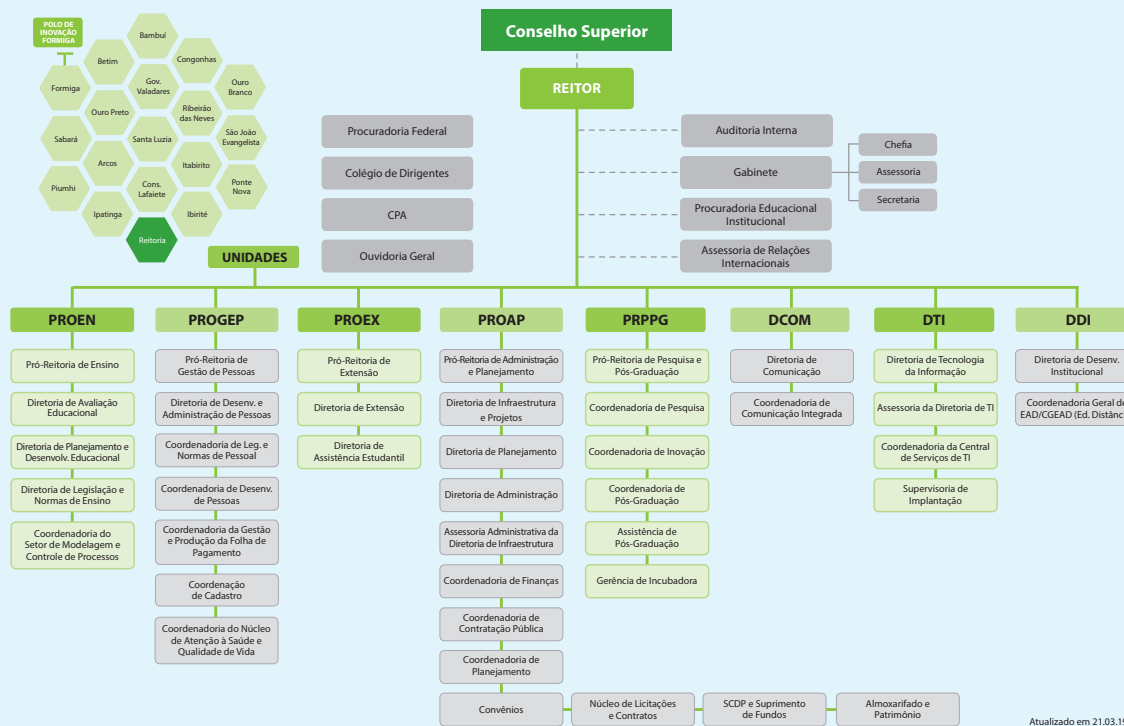 POLO DE
INOVAÇÃO
FORMIGA
Bambuí
Betim
Congonhas
Formiga
Gov.
Valadares
Ouro
Branco
Ouro Preto
Ribeirão
das Neves
Sabará
Santa Luzia
São João
Evangelista
Arcos
Itabirito
Piumhi
Cons.
Lafaiete
Ponte
Nova
Ipatinga
Ibirité
Reitoria
Conselho Superior
REITOR
Procuradoria Federal
Colégio de Dirigentes
CPA
Ouvidoria Geral
Auditoria Interna
Gabinete
Procuradoria Educacional
Institucional
Assessoria de Relações
Internacionais
Chefia
Assessoria
Secretaria
UNIDADES
PROEN
Pró-Reitoria de Ensino
Diretoria de Avaliação
Educacional
Diretoria de Planejamento e
Desenvolv. Educacional
Diretoria de Legislação e
Normas de Ensino
Coordenadoria do
Setor de Modelagem e
Controle de Processos
PROGEP
Pró-Reitoria de
Gestão de Pessoas
Diretoria de Desenv. e
Administração de Pessoas
Coordenadoria de Leg. e
Normas de Pessoal
Coordenadoria de Desenv.
de Pessoas
Coordenadoria da Gestão
e Produção da Folha de
Pagamento
Coordenação
de Cadastro
Coordenadoria do Núcleo
de Atenção à Saúde e
Qualidade de Vida
PROEX
Pró-Reitoria de
Extensão
Diretoria de Extensão
Diretoria de
Assistência Estudantil
PROAP
Pró-Reitoria de Administração
e Planejamento
Diretoria de Infraestrutura
e Projetos
Diretoria de Planejamento
Diretoria de Administração
Assessoria Administrativa da
Diretoria de Infraestrutura
Coordenadoria de Finanças
Coordenadoria de
Contratação Pública
Coordenadoria de
Planejamento
Convênios
Núcleo de Licitações
e Contratos
SCDP e Suprimento
de Fundos
Almoxarifado e
Patrimônio
PRPPG
Pró-Reitoria de Pesquisa e
Pós-Graduação
Coordenadoria de Pesquisa
Coordenadoria de Inovação
Coordenadoria de
Pós-Graduação
Assistência de
Pós-Graduação
Gerência de Incubadora
DCOM
Diretoria de
Comunicação
Coordenadoria de
Comunicação Integrada
DTI
Diretoria de Tecnologia
da Informação
Assessoria da Diretoria de TI
Coordenadoria da Central
de Serviços de TI
Supervisoria de
Implantação
DDI
Diretoria de Desenv.
Institucional
Coordenadoria Geral de
EAD/CGEAD (Ed.
Atualizado em 21.03.19